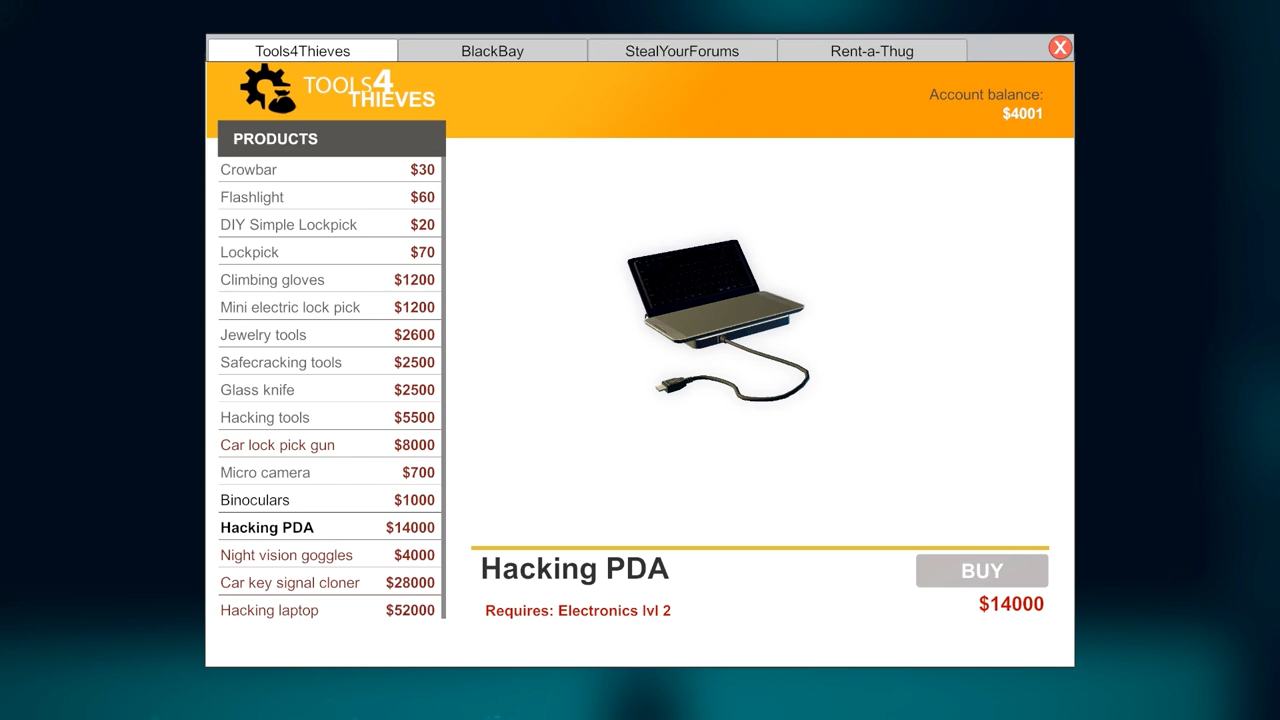 Tools4Thieves BlackBay StealYourForums Rent-a-Thug X
TOOLS4
THIEVES
Account balance:
$4001
PRODUCTS
Crowbar $30
Flashlight $60
DIY Simple Lockpick $20
Lockpick $70
Climbing gloves $1200
Mini electric lock pick $1200
Jewelry tools $2600
Safecracking tools $2500
Glass knife $2500
Hacking tools $5500
Car lock pick gun $8000
Micro camera $700
Binoculars $1000
Hacking PDA $14000
Night vision goggles $4000
Car key signal cloner $28000
Hacking laptop $52000
Hacking PDA
BUY
Requires: Electronics lvl 2
$14000